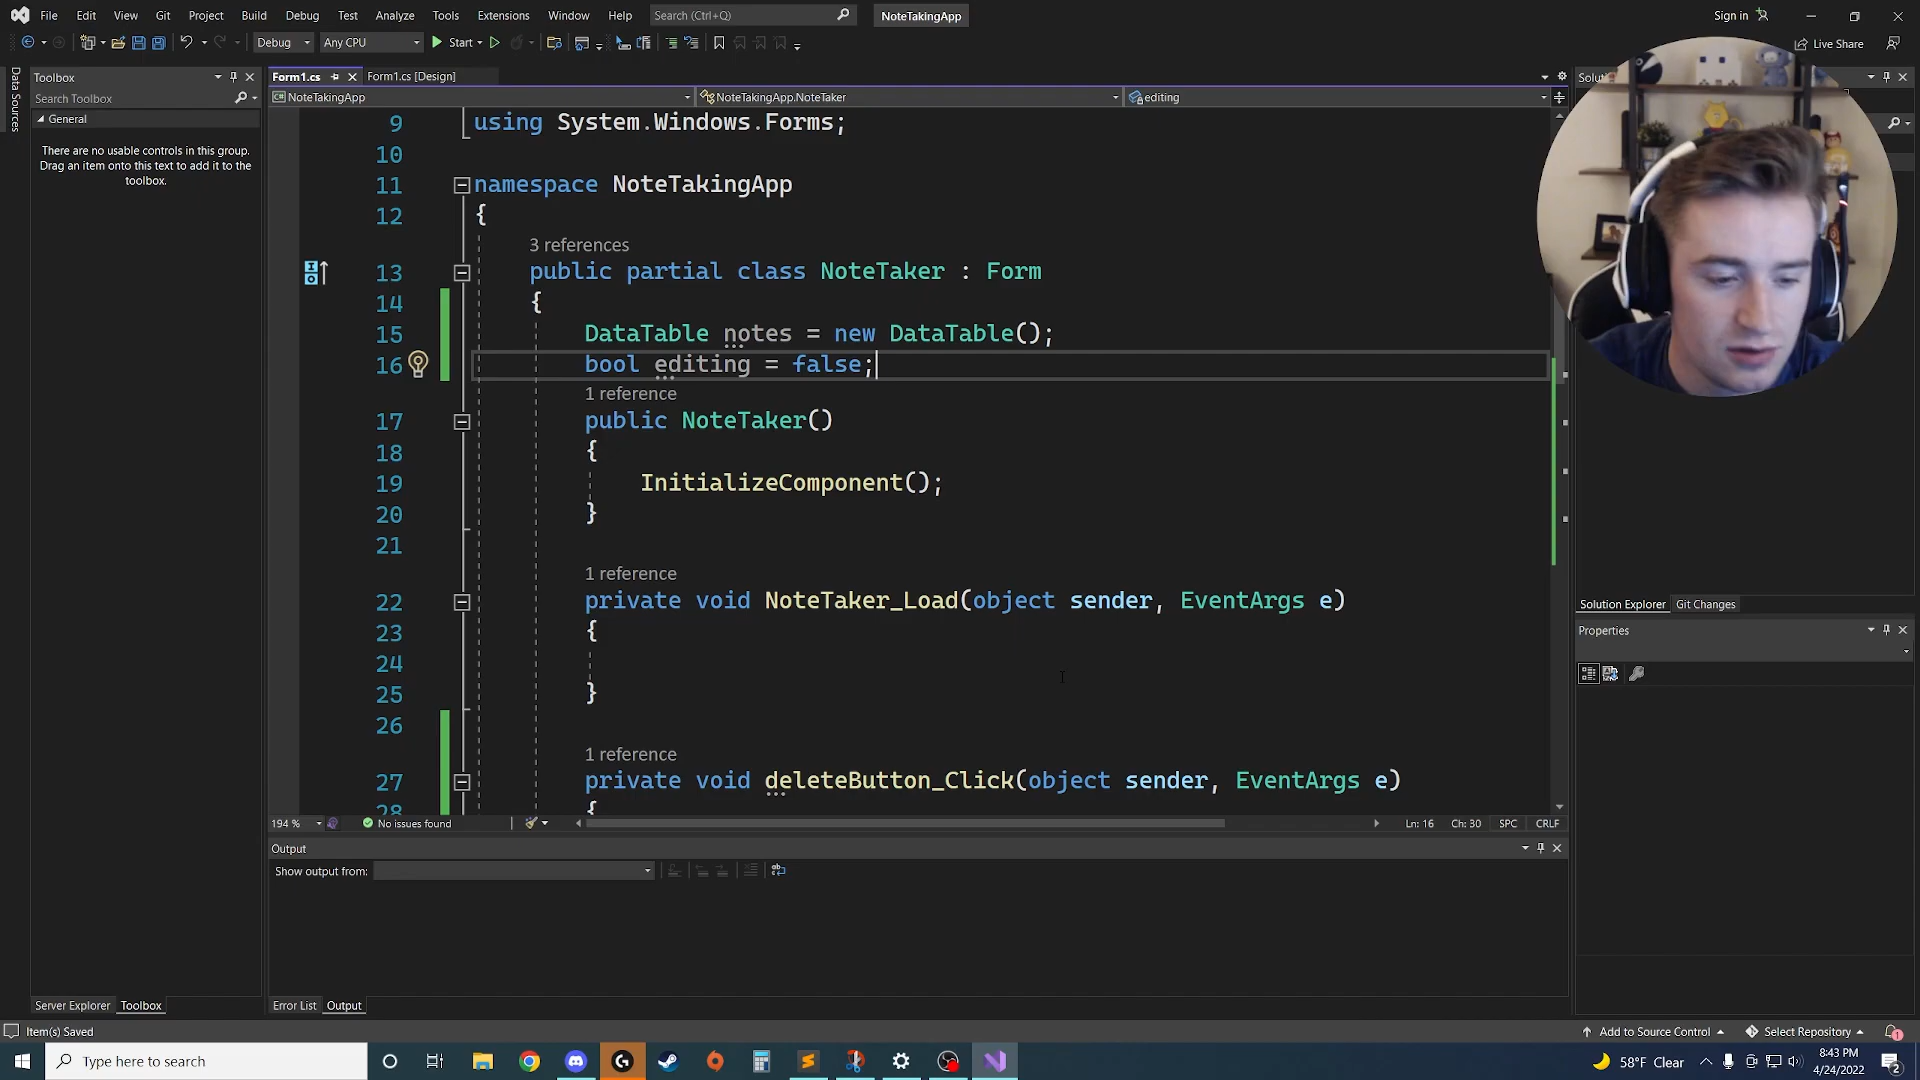 File Edit View Git Project Build Debug Test Analyze Tools Extensions Window Help Search (Ctrl+Q) NoteTakingApp Sign in
Debug Any CPU Start Live Share
Data Sources
Toolbox
Search Toolbox
General
There are no usable controls in this group. Drag an item onto this text to add it to the toolbox.
Form1.cs Form1.cs [Design]
NoteTakingApp NoteTakingApp.NoteTaker editing
9 using System.Windows.Forms;
10
11 namespace NoteTakingApp
12 {
3 references
13 public partial class NoteTaker : Form
14 {
15 DataTable notes = new DataTable();
16 bool editing = false;
1 reference
17 public NoteTaker()
18 {
19 InitializeComponent();
20 }
21
1 reference
22 private void NoteTaker_Load(object sender, EventArgs e)
23 {
24
25 }
26
1 reference
27 private void deleteButton_Click(object sender, EventArgs e)
28 {
194 % No issues found Ln: 16 Ch: 30 SPC CRLF
Output
Show output from:
Error List Output
Server Explorer Toolbox
Solution Explorer Git Changes
Properties
Item(s) Saved Add to Source Control Select Repository 1
Type here to search 58°F Clear 8:43 PM
4/24/2022 2